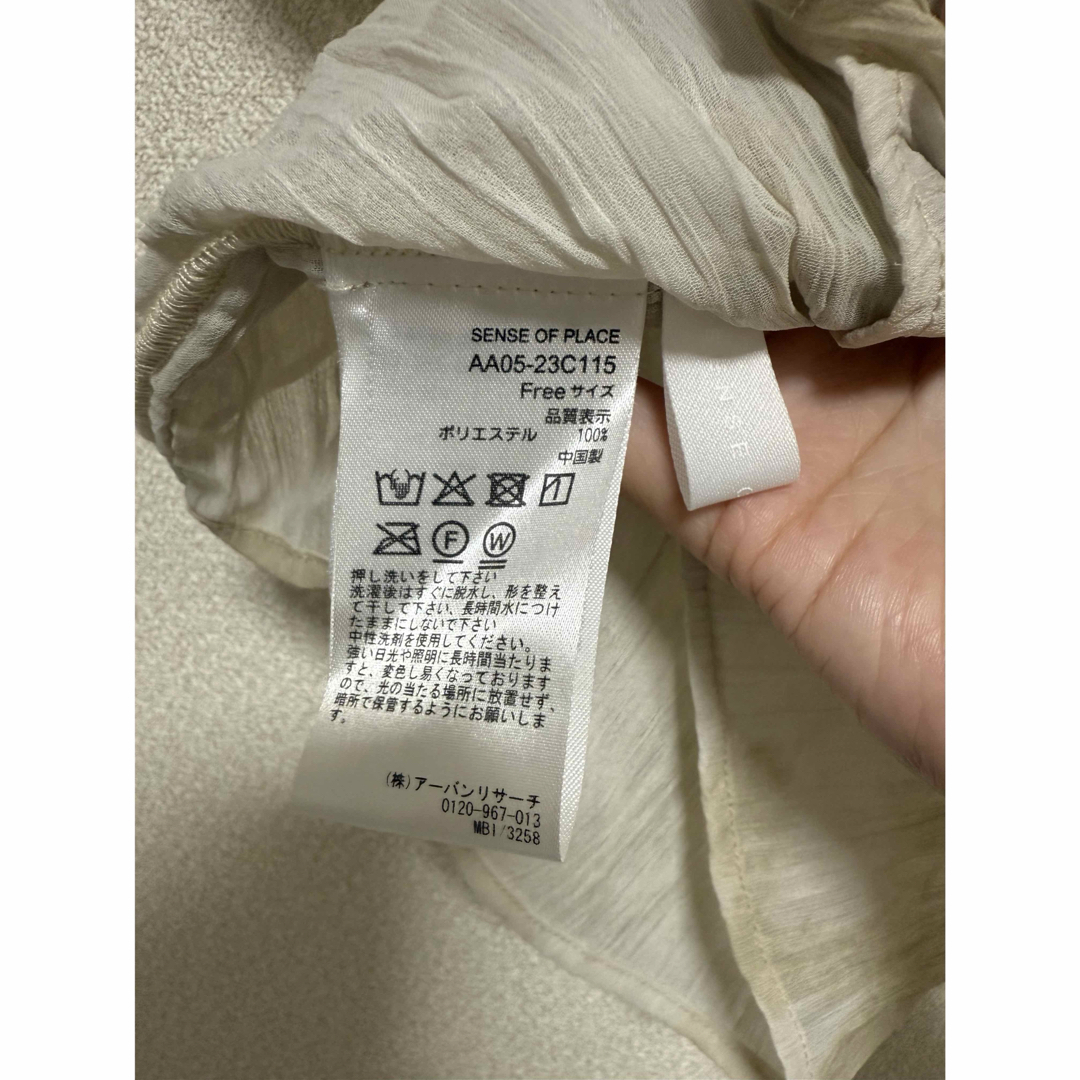 SENSE OF PLACE
AA05-23C115
Freeサイズ
品質表示
ポリエステル 100%
中国製
F W
押し洗いをして下さい
洗濯後はすぐに脱水し、形を整え
て干して下さい、長時間水につけ
たままにしないで下さい
中性洗剤を使用してください。
強い日光や照明に長時間当たりま
すと、変色し易くなっております
ので、光の当たる場所に放置せず、
暗所で保管するようにお願いしま
す。
(株)アーバンリサーチ
0120-967-013
MBI/3258
NSE